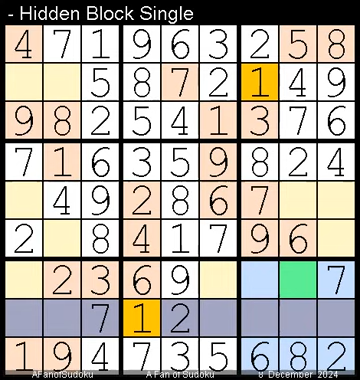 - Hidden Block Single
4 7 1 9 6 3 2 5 8
5 8 7 2 1 4 9
9 8 2 5 4 1 3 7 6
7 1 6 3 5 9 8 2 4
4 9 2 8 6 7
2 8 4 1 7 9 6
2 3 6 9 7
7 1 2
1 9 4 7 3 5 6 8 2
AFanofSudoku A Fan of Sudoku 8 December 2024